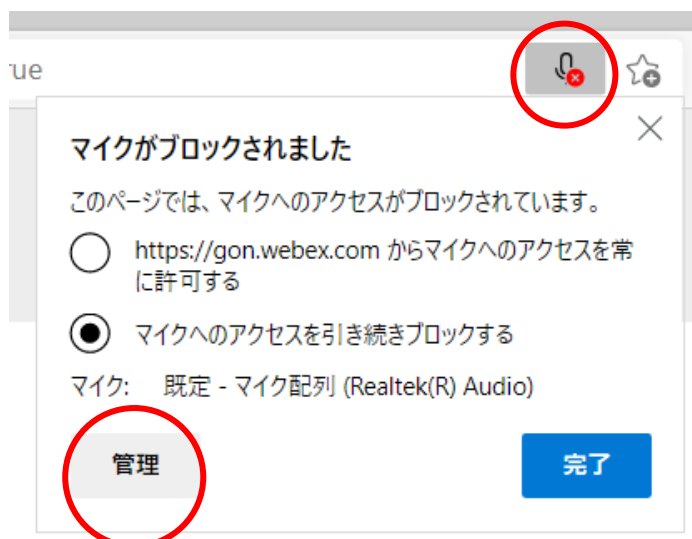 rue
マイクがブロックされました
このページでは、マイクへのアクセスがブロックされています。
https://gon.webex.com からマイクへのアクセスを常
に許可する
マイクへのアクセスを引き続きブロックする
マイク: 既定 - マイク配列 (Realtek(R) Audio)
管理 完了